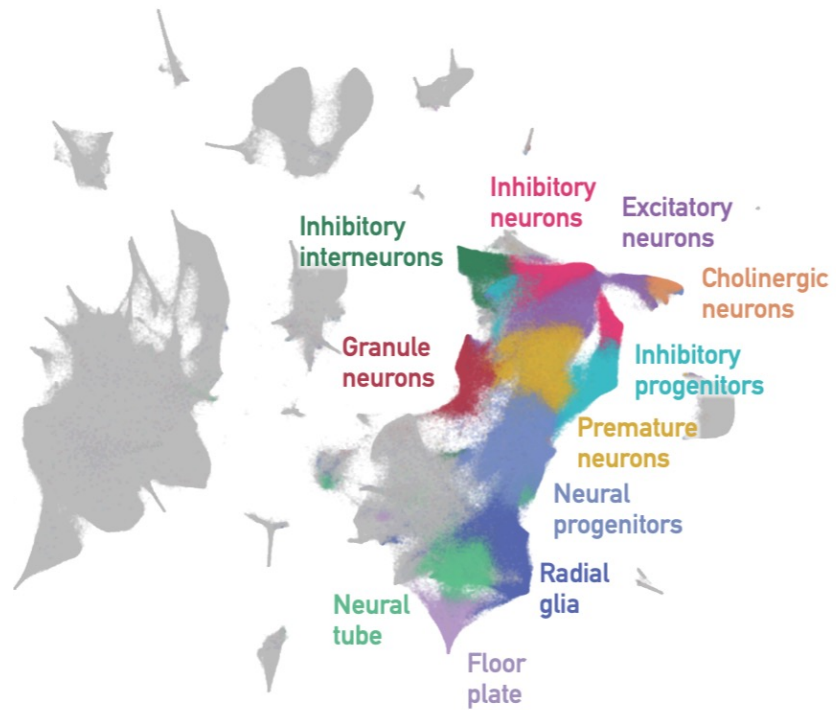 Inhibitory
neurons
Excitatory
neurons
Inhibitory
interneurons
Cholinergic
neurons
Granule
neurons
Inhibitory
progenitors
Premature
neurons
Neural
progenitors
Radial
glia
Neural
tube
Floor
plate